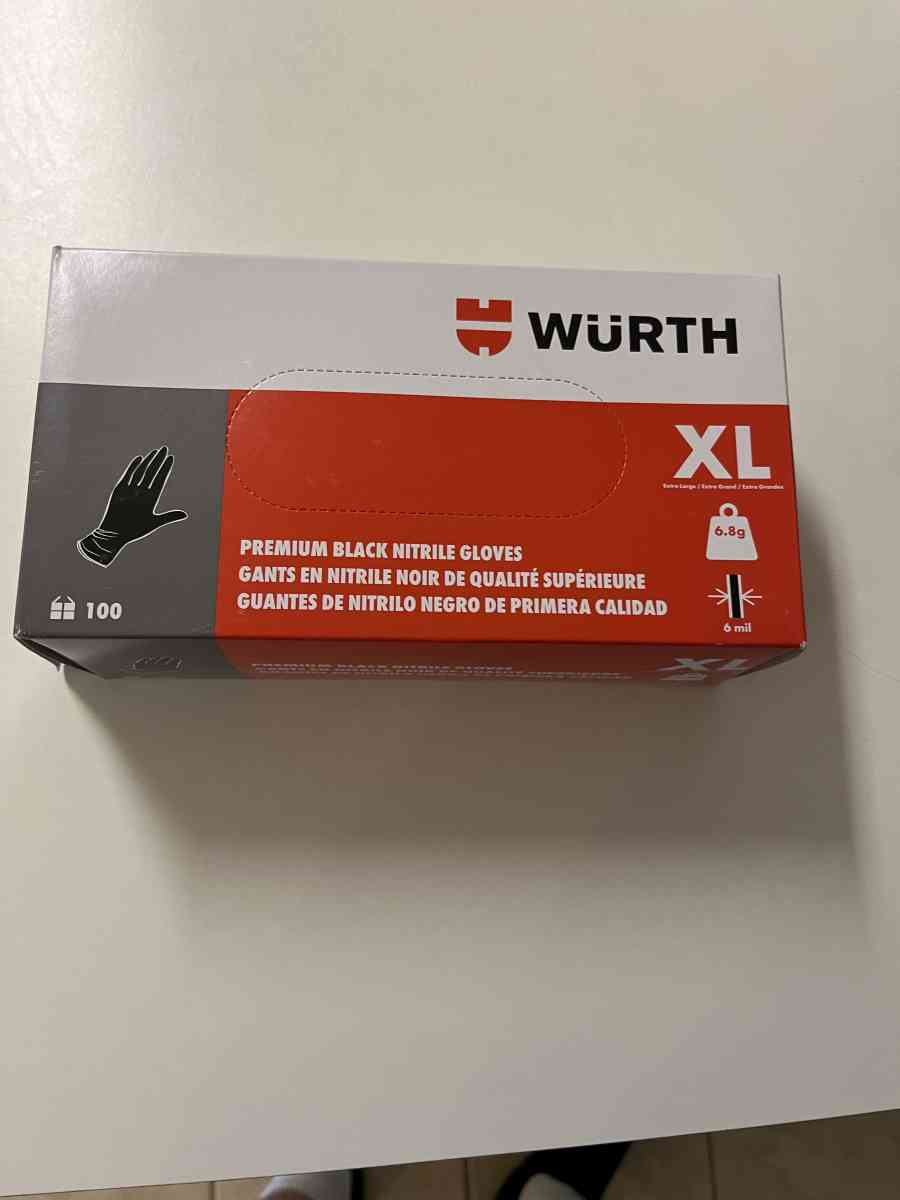 WÜRTH
XL
Extra Large / Extra Grand / Extra Grandes
6.8g
PREMIUM BLACK NITRILE GLOVES
GANTS EN NITRILE NOIR DE QUALITÉ SUPÉRIEURE
GUANTES DE NITRILO NEGRO DE PRIMERA CALIDAD
100
6 mil
PREMIUM BLACK NITRILE GLOVES
XL